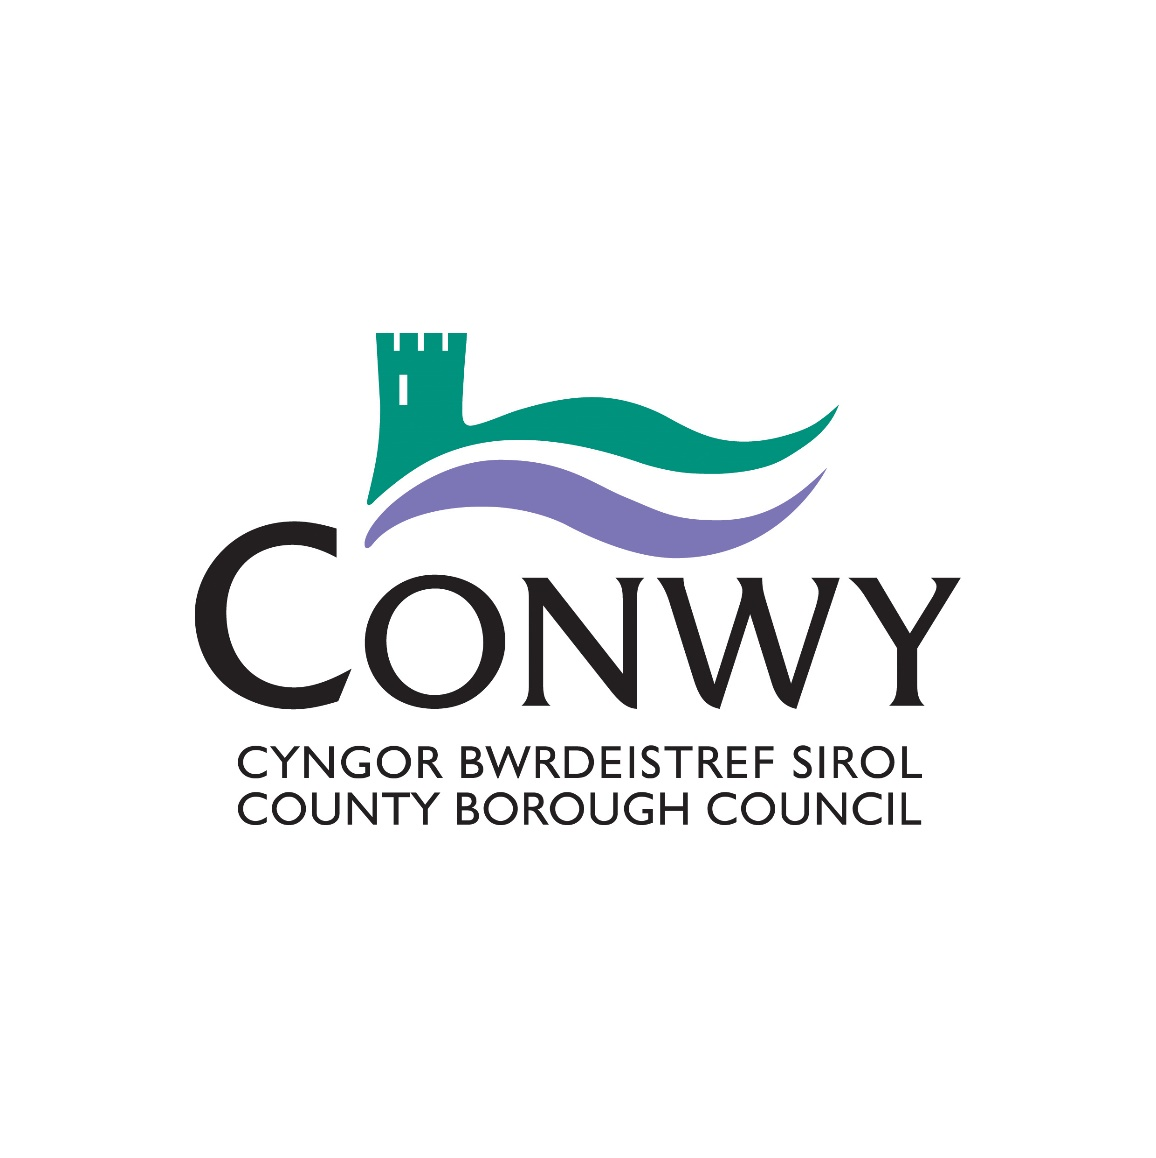 CONWY
CYNGOR BWRDEISTREF SIROL
COUNTY BOROUGH COUNCIL